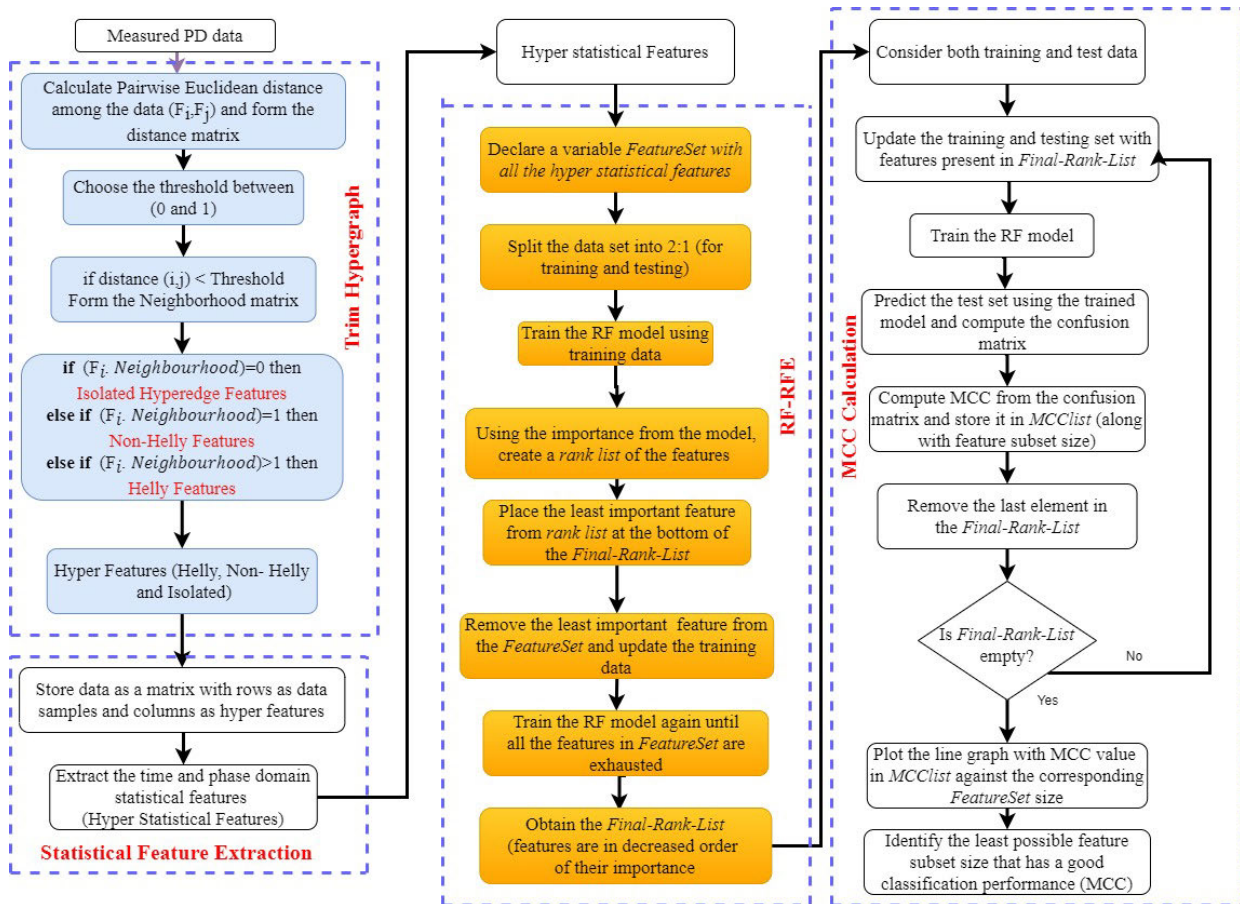 Measured PD data
Calculate Pairwise Euclidean distance
among the data (Fi,Fj) and form the
distance matrix
Choose the threshold between
(0 and 1)
if distance (i,j) < Threshold
Form the Neighborhood matrix
if (Fi. Neighbourhood)=0 then
Isolated Hyperedge Features
else if (Fi. Neighbourhood)=1 then
Non-Helly Features
else if (Fi. Neighbourhood)>1 then
Helly Features
Hyper Features (Helly, Non- Helly
and Isolated)
Trim Hypergraph
Store data as a matrix with rows as data
samples and columns as hyper features
Extract the time and phase domain
statistical features
(Hyper Statistical Features)
Statistical Feature Extraction
Hyper statistical Features
Declare a variable FeatureSet with
all the hyper statistical features
Split the data set into 2:1 (for
training and testing)
Train the RF model using
training data
Using the importance from the model,
create a rank list of the features
Place the least important feature
from rank list at the bottom of
the Final-Rank-List
Remove the least important feature from
the FeatureSet and update the training
data
Train the RF model again until
all the features in FeatureSet are
exhausted
Obtain the Final-Rank-List
(features are in decreased order
of their importance
RF-RFE
Consider both training and test data
Update the training and testing set with
features present in Final-Rank-List
Train the RF model
Predict the test set using the trained
model and compute the confusion
matrix
Compute MCC from the confusion
matrix and store it in MCClist (along
with feature subset size)
Remove the last element in
the Final-Rank-List
Is Final-Rank-List
empty?
No
Yes
Plot the line graph with MCC value
in MCClist against the corresponding
FeatureSet size
Identify the least possible feature
subset size that has a good
classification performance (MCC)
MCC Calculation